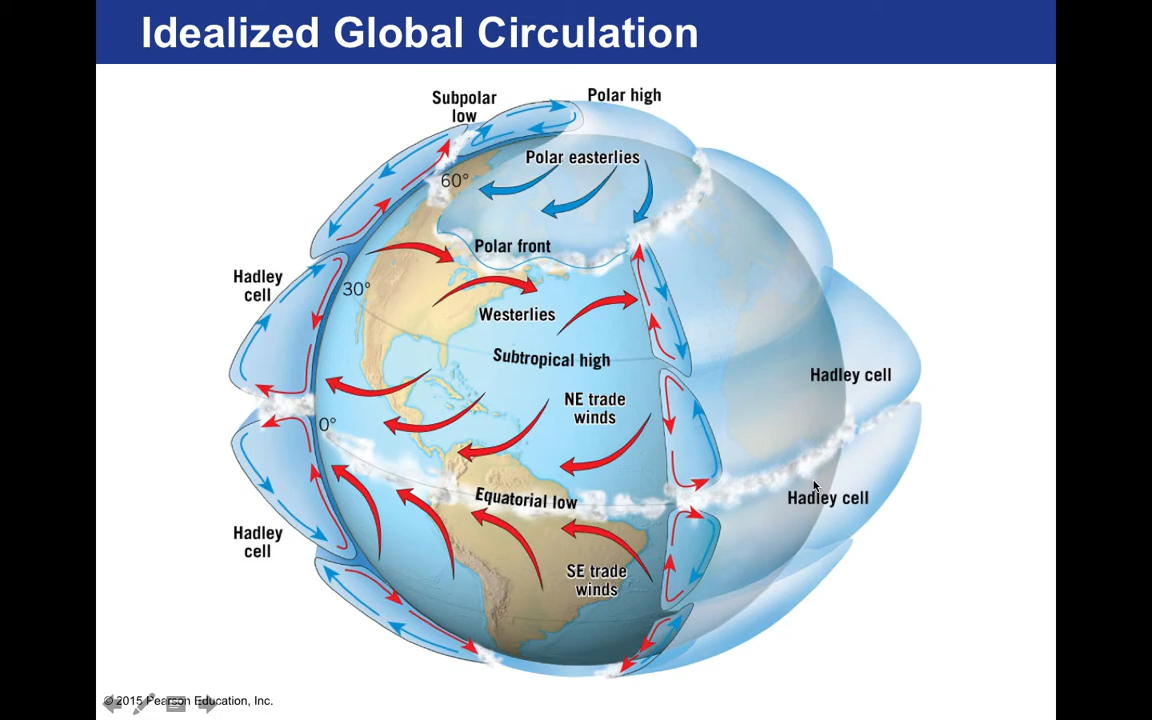 Idealized Global Circulation
Subpolar
low
Polar high
Polar easterlies
60°
Polar front
Hadley
cell
30°
Westerlies
Subtropical high
Hadley cell
NE trade
winds
0°
Equatorial low
Hadley cell
Hadley
cell
SE trade
winds
© 2015 Pearson Education, Inc.